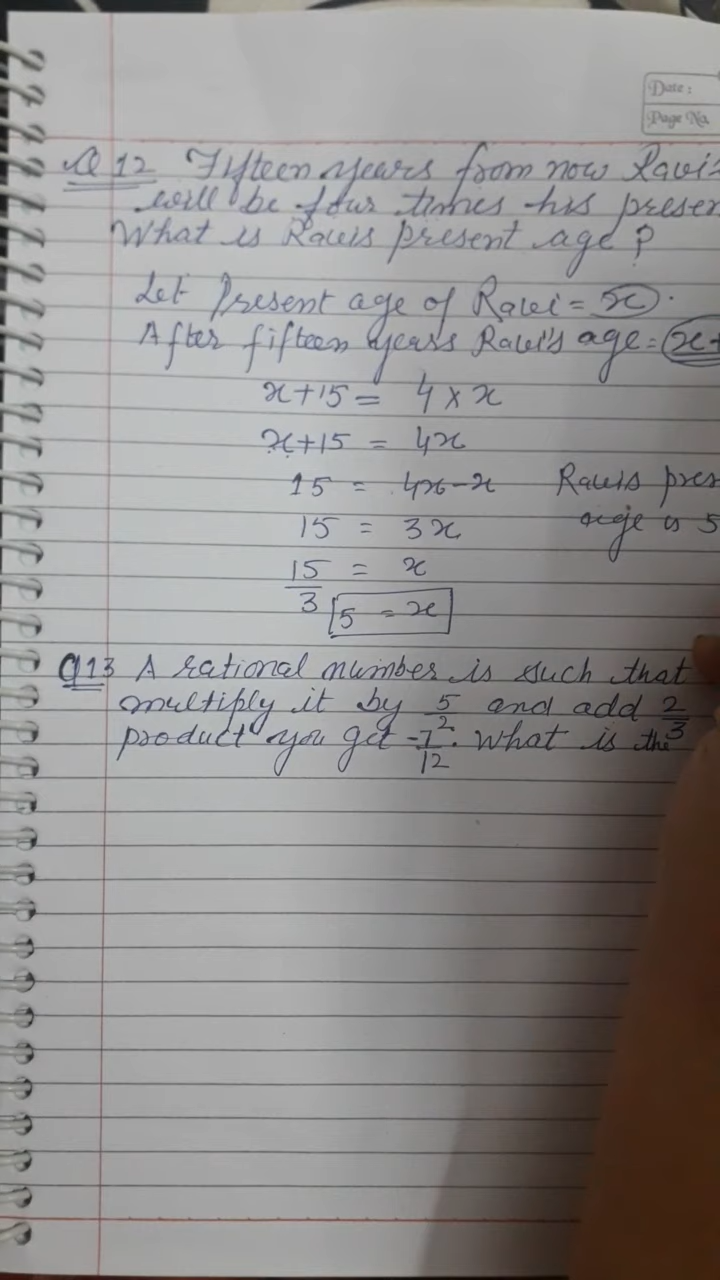 Date:
Page No.
Q 12 Fifteen years from now Ravi's
will be four times his presen
What is Ravis present age?
Let Present age of Ravi = x.
After fifteen years Ravi's age = x+
x+15 = 4 × x
x+15 = 4x
15 = 4x-x
Ravis pres
15 = 3x
age is 5
15/3 = x
5 = x
Q13 A rational number is such that
multiply it by 5/2 and add 2/3
product you get -7/12. What is the